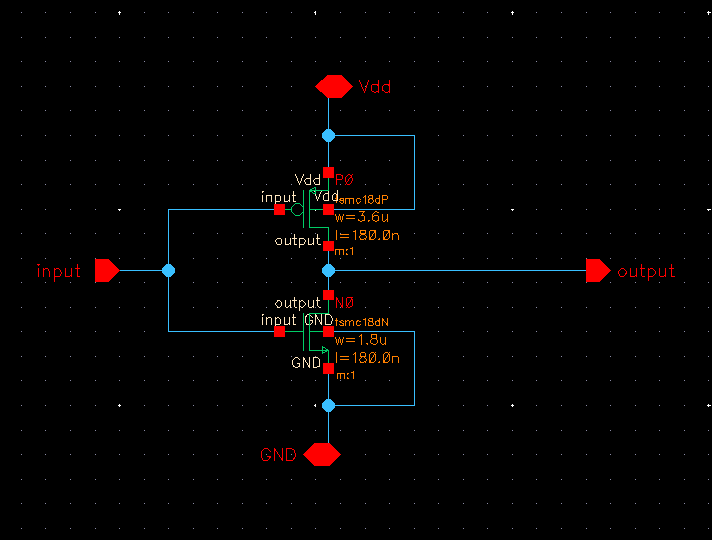 Vdd
Vdd
P0
input
Vdd
tsmc18dP
w=3.6u
l=180.0n
output
m:1
input
output
output
N0
input
GND
tsmc18dN
w=1.8u
l=180.0n
GND
m:1
GND